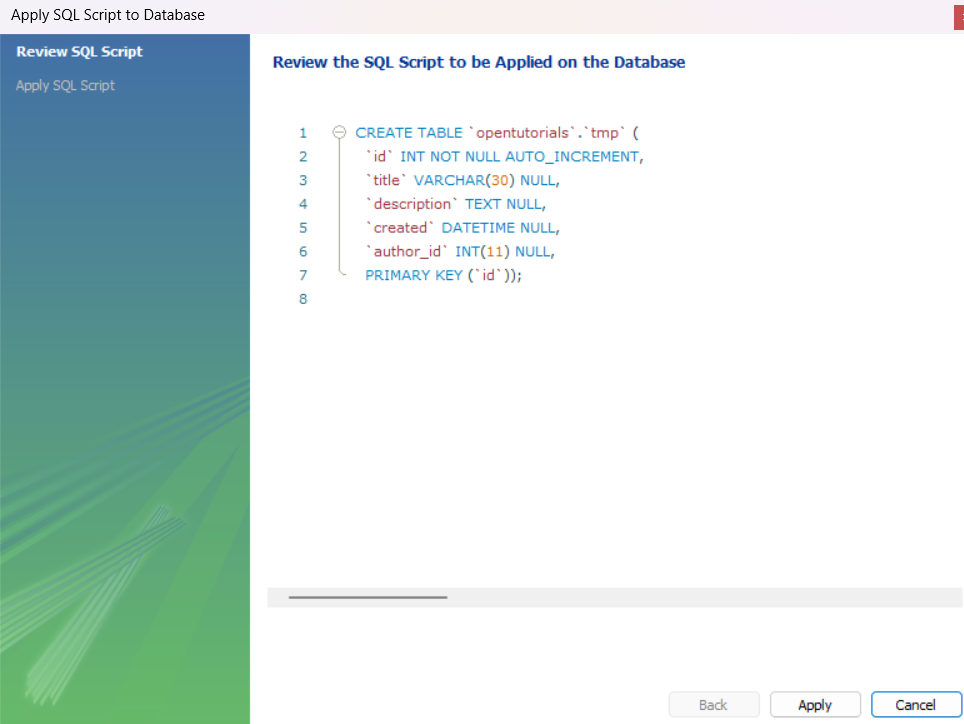 Apply SQL Script to Database
Review SQL Script
Apply SQL Script
Review the SQL Script to be Applied on the Database
1 CREATE TABLE `opentutorials`.`tmp` (
2 `id` INT NOT NULL AUTO_INCREMENT,
3 `title` VARCHAR(30) NULL,
4 `description` TEXT NULL,
5 `created` DATETIME NULL,
6 `author_id` INT(11) NULL,
7 PRIMARY KEY (`id`));
8
Back Apply Cancel